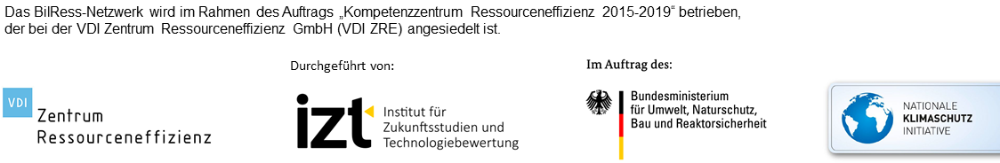 Das BilRess-Netzwerk wird im Rahmen des Auftrags „Kompetenzzentrum Ressourceneffizienz 2015-2019“ betrieben,
der bei der VDI Zentrum Ressourceneffizienz GmbH (VDI ZRE) angesiedelt ist.
Durchgeführt von:
Im Auftrag des:
VDI
Zentrum
Ressourceneffizienz
izt
Institut für
Zukunftsstudien und
Technologiebewertung
Bundesministerium
für Umwelt, Naturschutz,
Bau und Reaktorsicherheit
NATIONALE
KLIMASCHUTZ
INITIATIVE